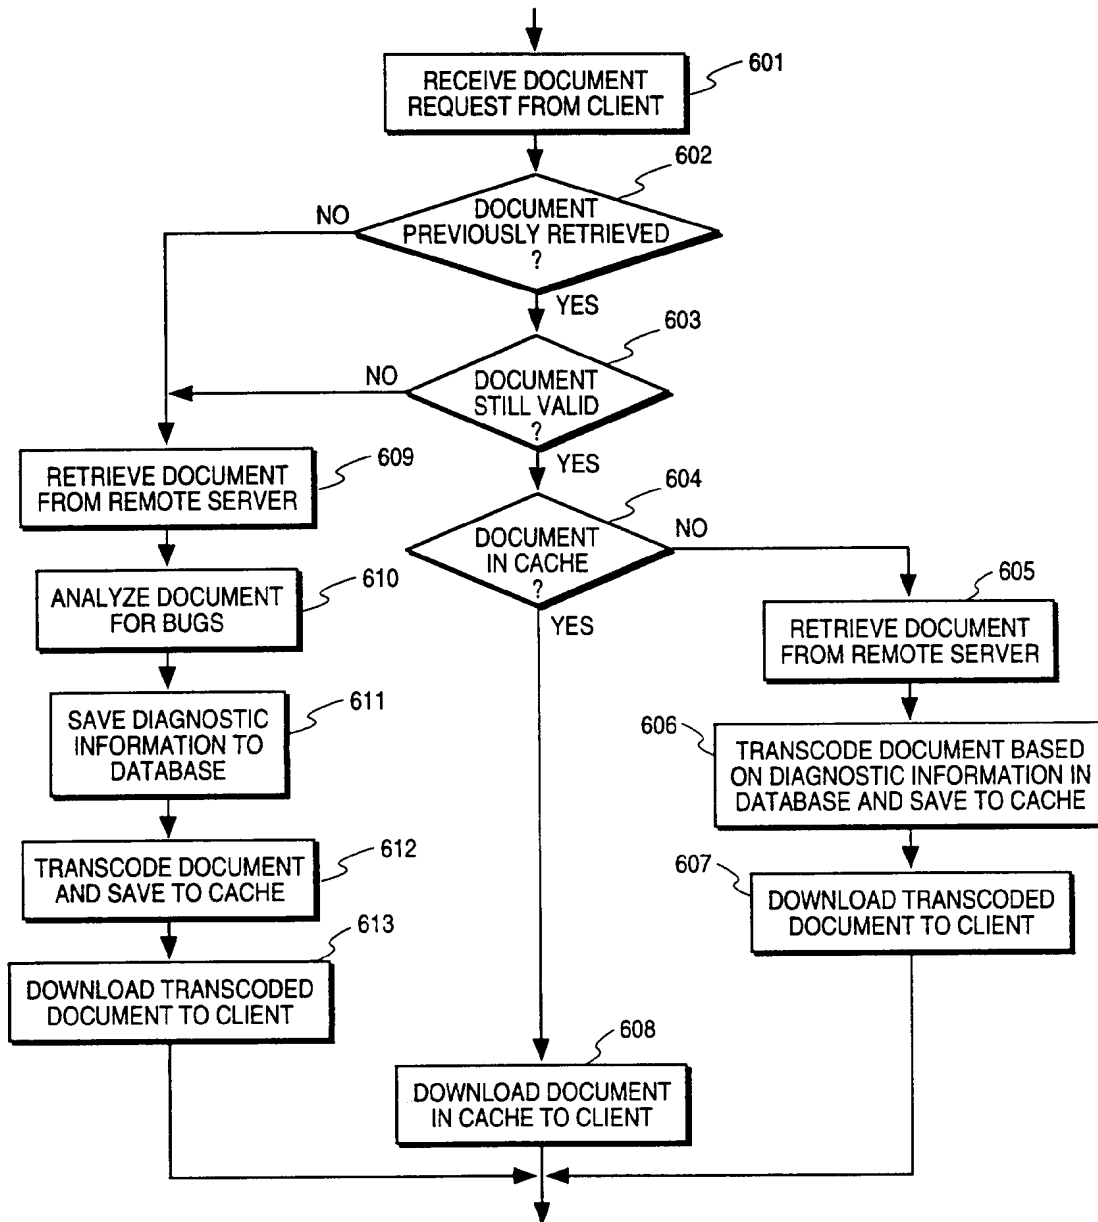 601
RECEIVE DOCUMENT
REQUEST FROM CLIENT
602
DOCUMENT
PREVIOUSLY RETRIEVED
?
NO
YES
603
DOCUMENT
STILL VALID
?
NO
YES
604
DOCUMENT
IN CACHE
?
NO
YES
609
RETRIEVE DOCUMENT
FROM REMOTE SERVER
610
ANALYZE DOCUMENT
FOR BUGS
611
SAVE DIAGNOSTIC
INFORMATION TO
DATABASE
612
TRANSCODE DOCUMENT
AND SAVE TO CACHE
613
DOWNLOAD TRANSCODED
DOCUMENT TO CLIENT
605
RETRIEVE DOCUMENT
FROM REMOTE SERVER
606
TRANSCODE DOCUMENT BASED
ON DIAGNOSTIC INFORMATION IN
DATABASE AND SAVE TO CACHE
607
DOWNLOAD TRANSCODED
DOCUMENT TO CLIENT
608
DOWNLOAD DOCUMENT
IN CACHE TO CLIENT